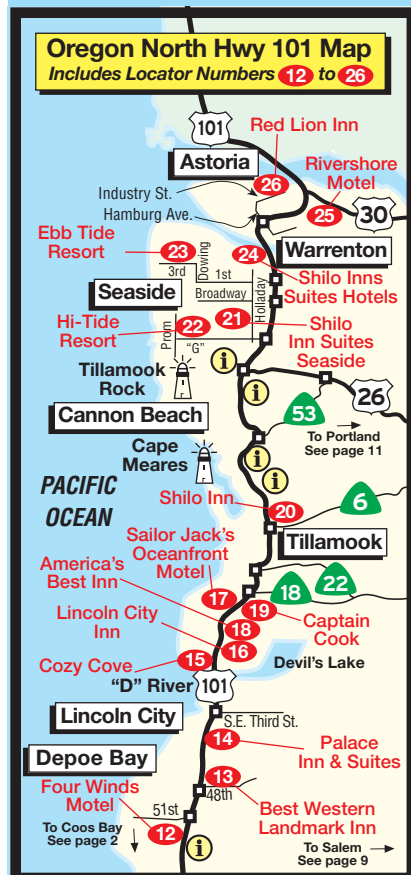 Oregon North Hwy 101 Map
Includes Locator Numbers 12 to 26
101
Red Lion Inn
Astoria
26
Rivershore
Motel
Industry St.
Hamburg Ave.
25
30
Ebb Tide
Resort
23
Dowing
24
Warrenton
3rd
1st
Shilo Inns
Suites Hotels
Seaside
Broadway
Holladay
Hi-Tide
Resort
22
21
Shilo
Inn Suites
Seaside
Prom
"G"
i
Tillamook
Rock
26
i
53
Cannon Beach
To Portland
See page 11
Cape
Meares
i
i
PACIFIC
OCEAN
Shilo Inn
20
6
Sailor Jack's
Oceanfront
Motel
Tillamook
America's
Best Inn
22
18
17
19
Captain
Cook
Lincoln City
Inn
18
16
Cozy Cove
15
Devil's Lake
"D" River
101
Lincoln City
S.E. Third St.
14
Palace
Inn & Suites
Depoe Bay
13
Four Winds
Motel
48th
Best Western
Landmark Inn
51st
To Coos Bay
See page 2
12
i
To Salem
See page 9